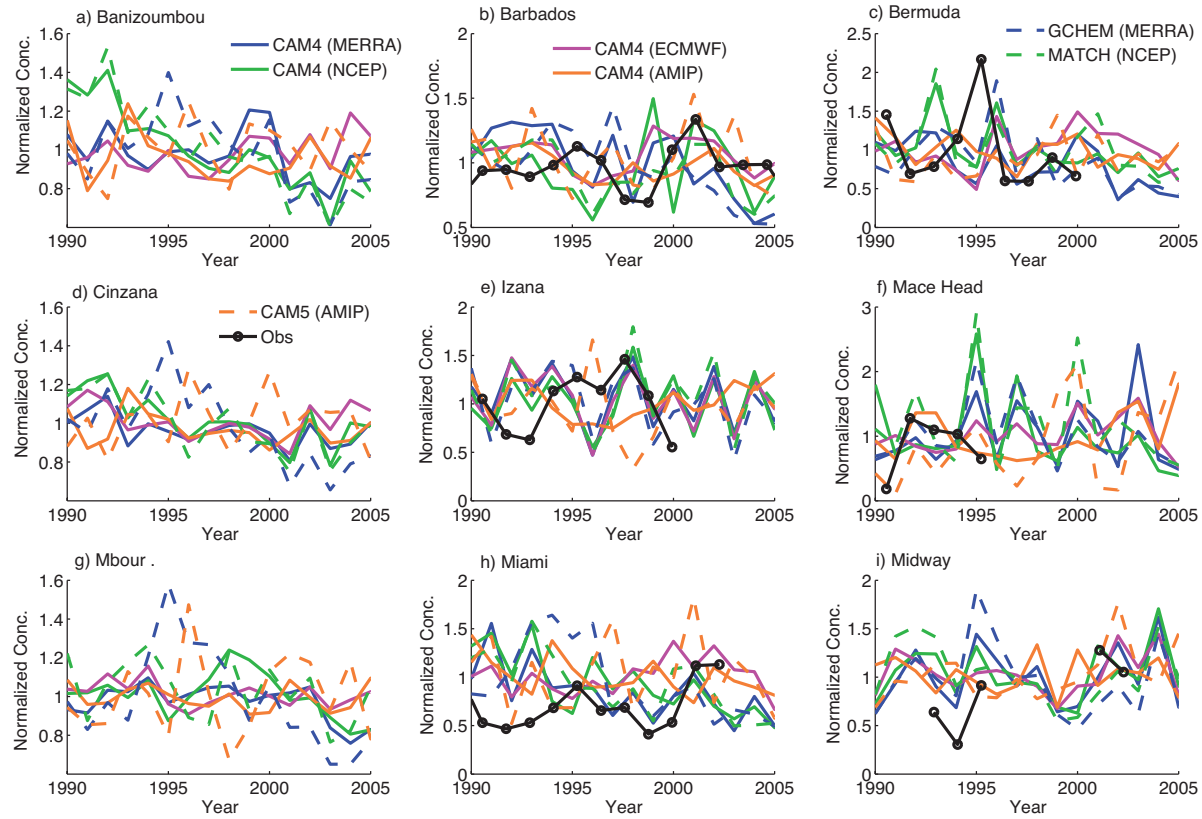 a) Banizoumbou
1.6
1.4
1.2
1
0.8
Normalized Conc.
CAM4 (MERRA)
CAM4 (NCEP)
1990
1995
2000
2005
Year
b) Barbados
2
1.5
1
0.5
Normalized Conc.
CAM4 (ECMWF)
CAM4 (AMIP)
1990
1995
2000
2005
Year
c) Bermuda
2.5
2
1.5
1
0.5
0
Normalized Conc.
GCHEM (MERRA)
MATCH (NCEP)
1990
1995
2000
2005
Year
d) Cinzana
1.6
1.4
1.2
1
0.8
Normalized Conc.
CAM5 (AMIP)
Obs
1990
1995
2000
2005
Year
e) Izana
2
1.5
1
0.5
0
Normalized Conc.
1990
1995
2000
2005
Year
f) Mace Head
3
2
1
0
Normalized Conc.
1990
1995
2000
2005
Year
g) Mbour .
1.6
1.4
1.2
1
0.8
Normalized Conc.
1990
1995
2000
2005
Year
h) Miami
2
1.5
1
0.5
0
Normalized Conc.
1990
1995
2000
2005
Year
i) Midway
2
1.5
1
0.5
0
Normalized Conc.
1990
1995
2000
2005
Year